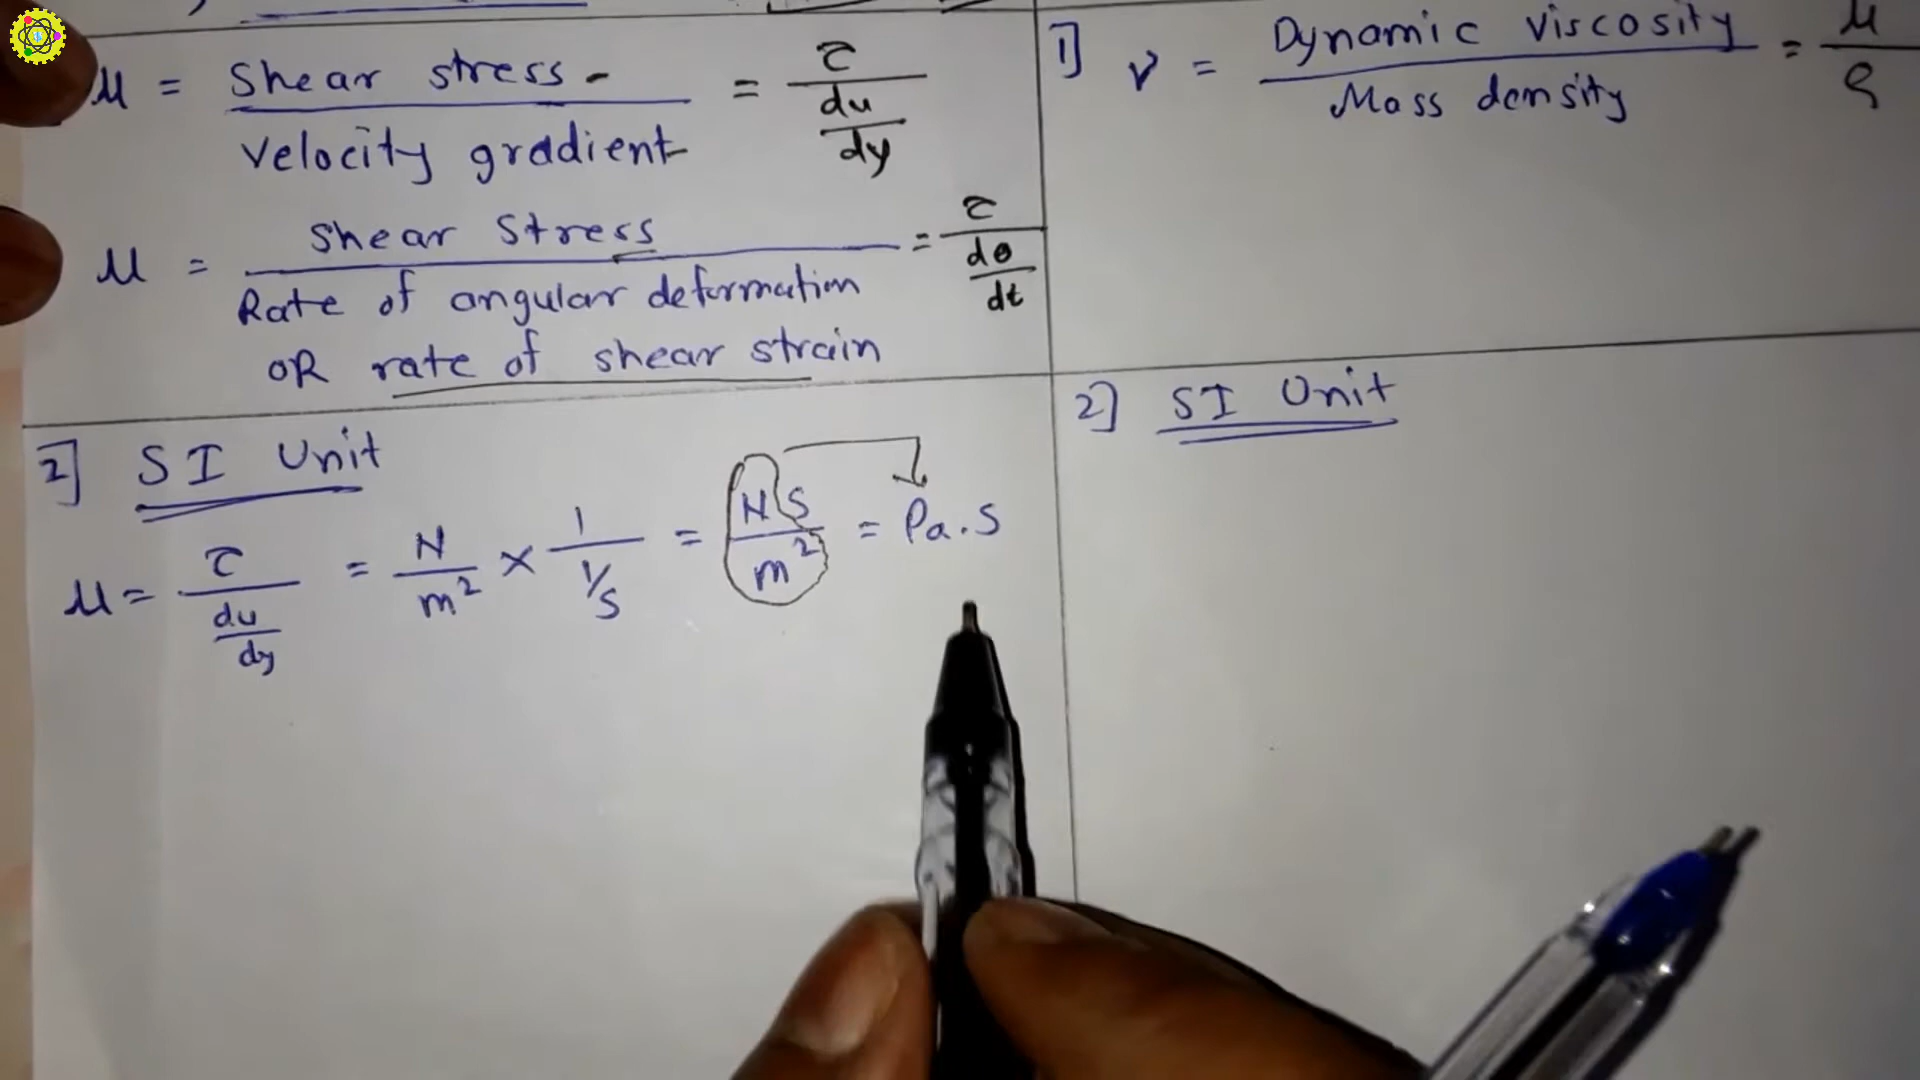 μ = Shear stress / Velocity gradient = τ / (du/dy)
μ = Shear Stress / Rate of angular deformation OR rate of shear strain = τ / (dθ/dt)
2] SI Unit
μ = τ / (du/dy) = N/m² × 1/(1/s) = NS/m² = Pa.S
1] ν = Dynamic Viscosity / Mass density = μ/ρ
2] SI Unit